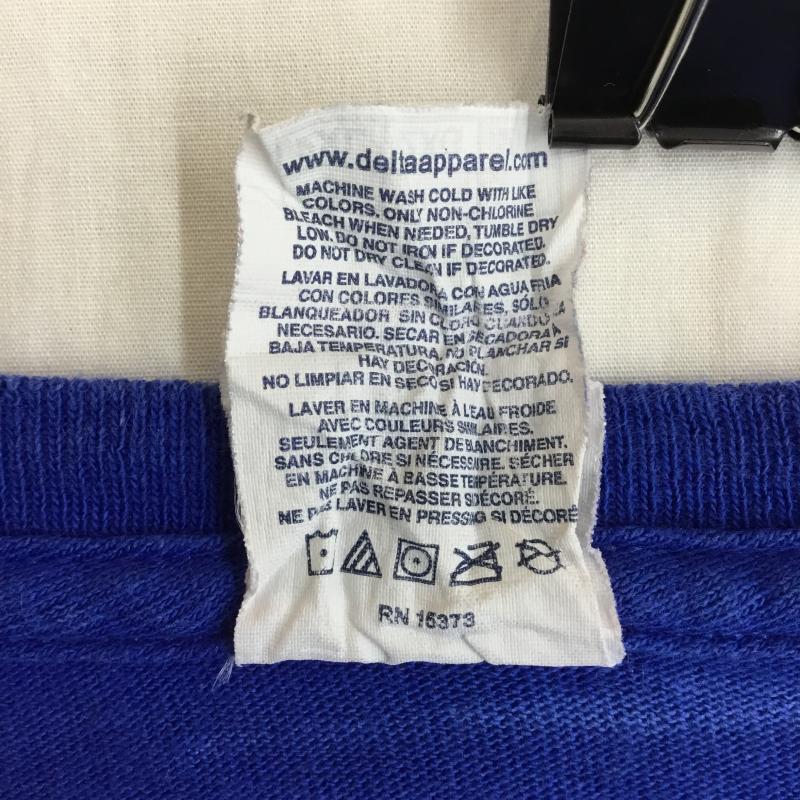 www.deltaapparel.com
MACHINE WASH COLD WITH LIKE
COLORS. ONLY NON-CHLORINE
BLEACH WHEN NEEDED, TUMBLE DRY
LOW. DO NOT IRON IF DECORATED.
DO NOT DRY CLEAN IF DECORATED.
LAVAR EN LAVADORA CON AGUA FRIA
CON COLORES SIMILARES, SÓLO
BLANQUEADOR SIN CLORO CUANDO LA
NECESARIO. SECAR EN SECADORA A
BAJA TEMPERATURA, NO PLANCHAR SI
HAY DECORACIÓN.
NO LIMPIAR EN SECO SI HAY DECORADO.
LAVER EN MACHINE À L'EAU FROIDE
AVEC COULEURS SIMILAIRES.
SEULEMENT AGENT DE BLANCHIMENT.
SANS CHLORE SI NÉCESSAIRE. SÉCHER
EN MACHINE À BASSE TEMPÉRATURE.
NE PAS REPASSER SI DÉCORÉ.
NE PAS LAVER EN PRESSING SI DÉCORÉ
RN 15373